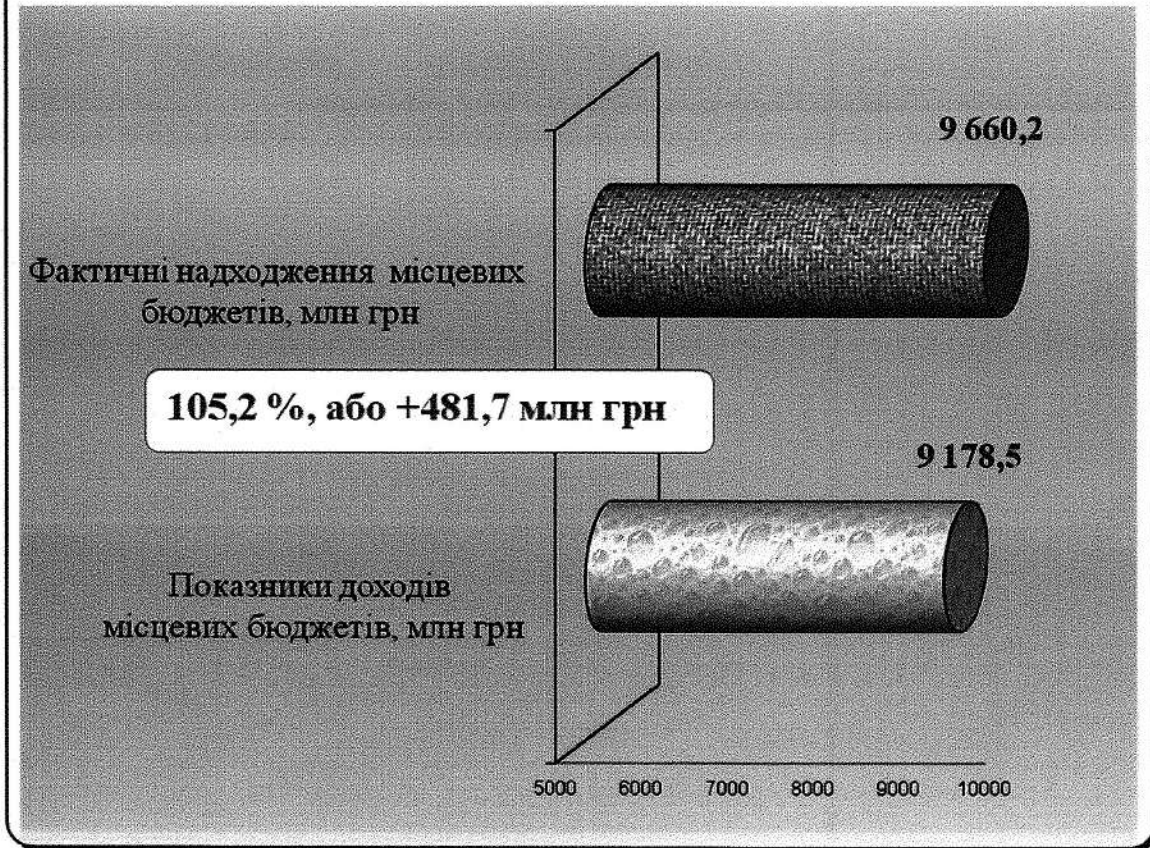 9 660,2
Фактичні надходження місцевих
бюджетів, млн грн
105,2 %, або +481,7 млн грн
9 178,5
Показники доходів
місцевих бюджетів, млн грн
5000 6000 7000 8000 9000 10000